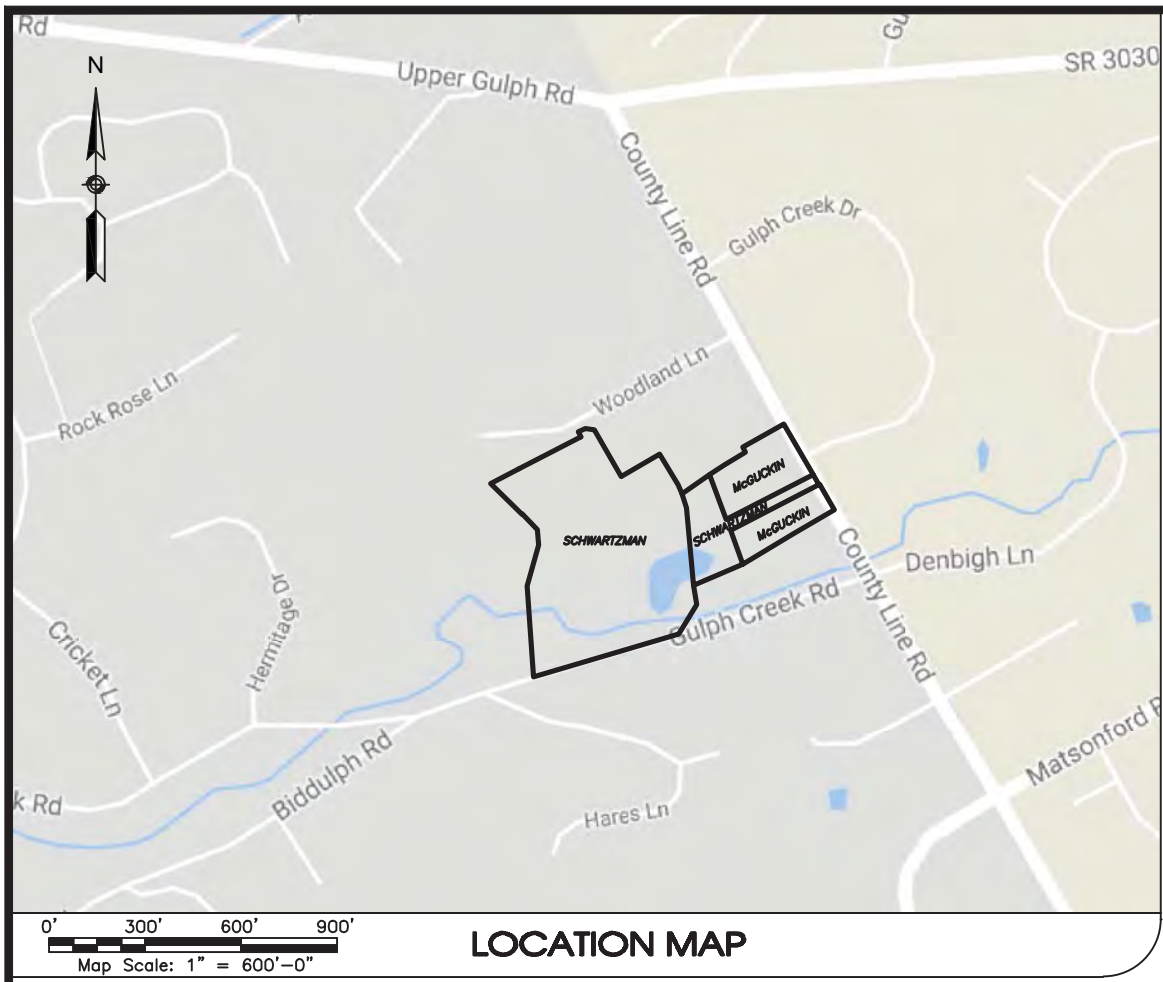 Rd
N
Upper Gulph Rd
Gu
SR 3030
County Line Rd
Gulph Creek Dr
Woodland Ln
Rock Rose Ln
McGUCKIN
SCHWARTZMAN
SCHWARTZMAN
McGUCKIN
County Line Rd
Denbigh Ln
Gulph Creek Rd
Hermitage Dr
Cricket Ln
Matsonford R
Biddulph Rd
k Rd
Hares Ln
0' 300' 600' 900'
Map Scale: 1" = 600'-0"
LOCATION MAP